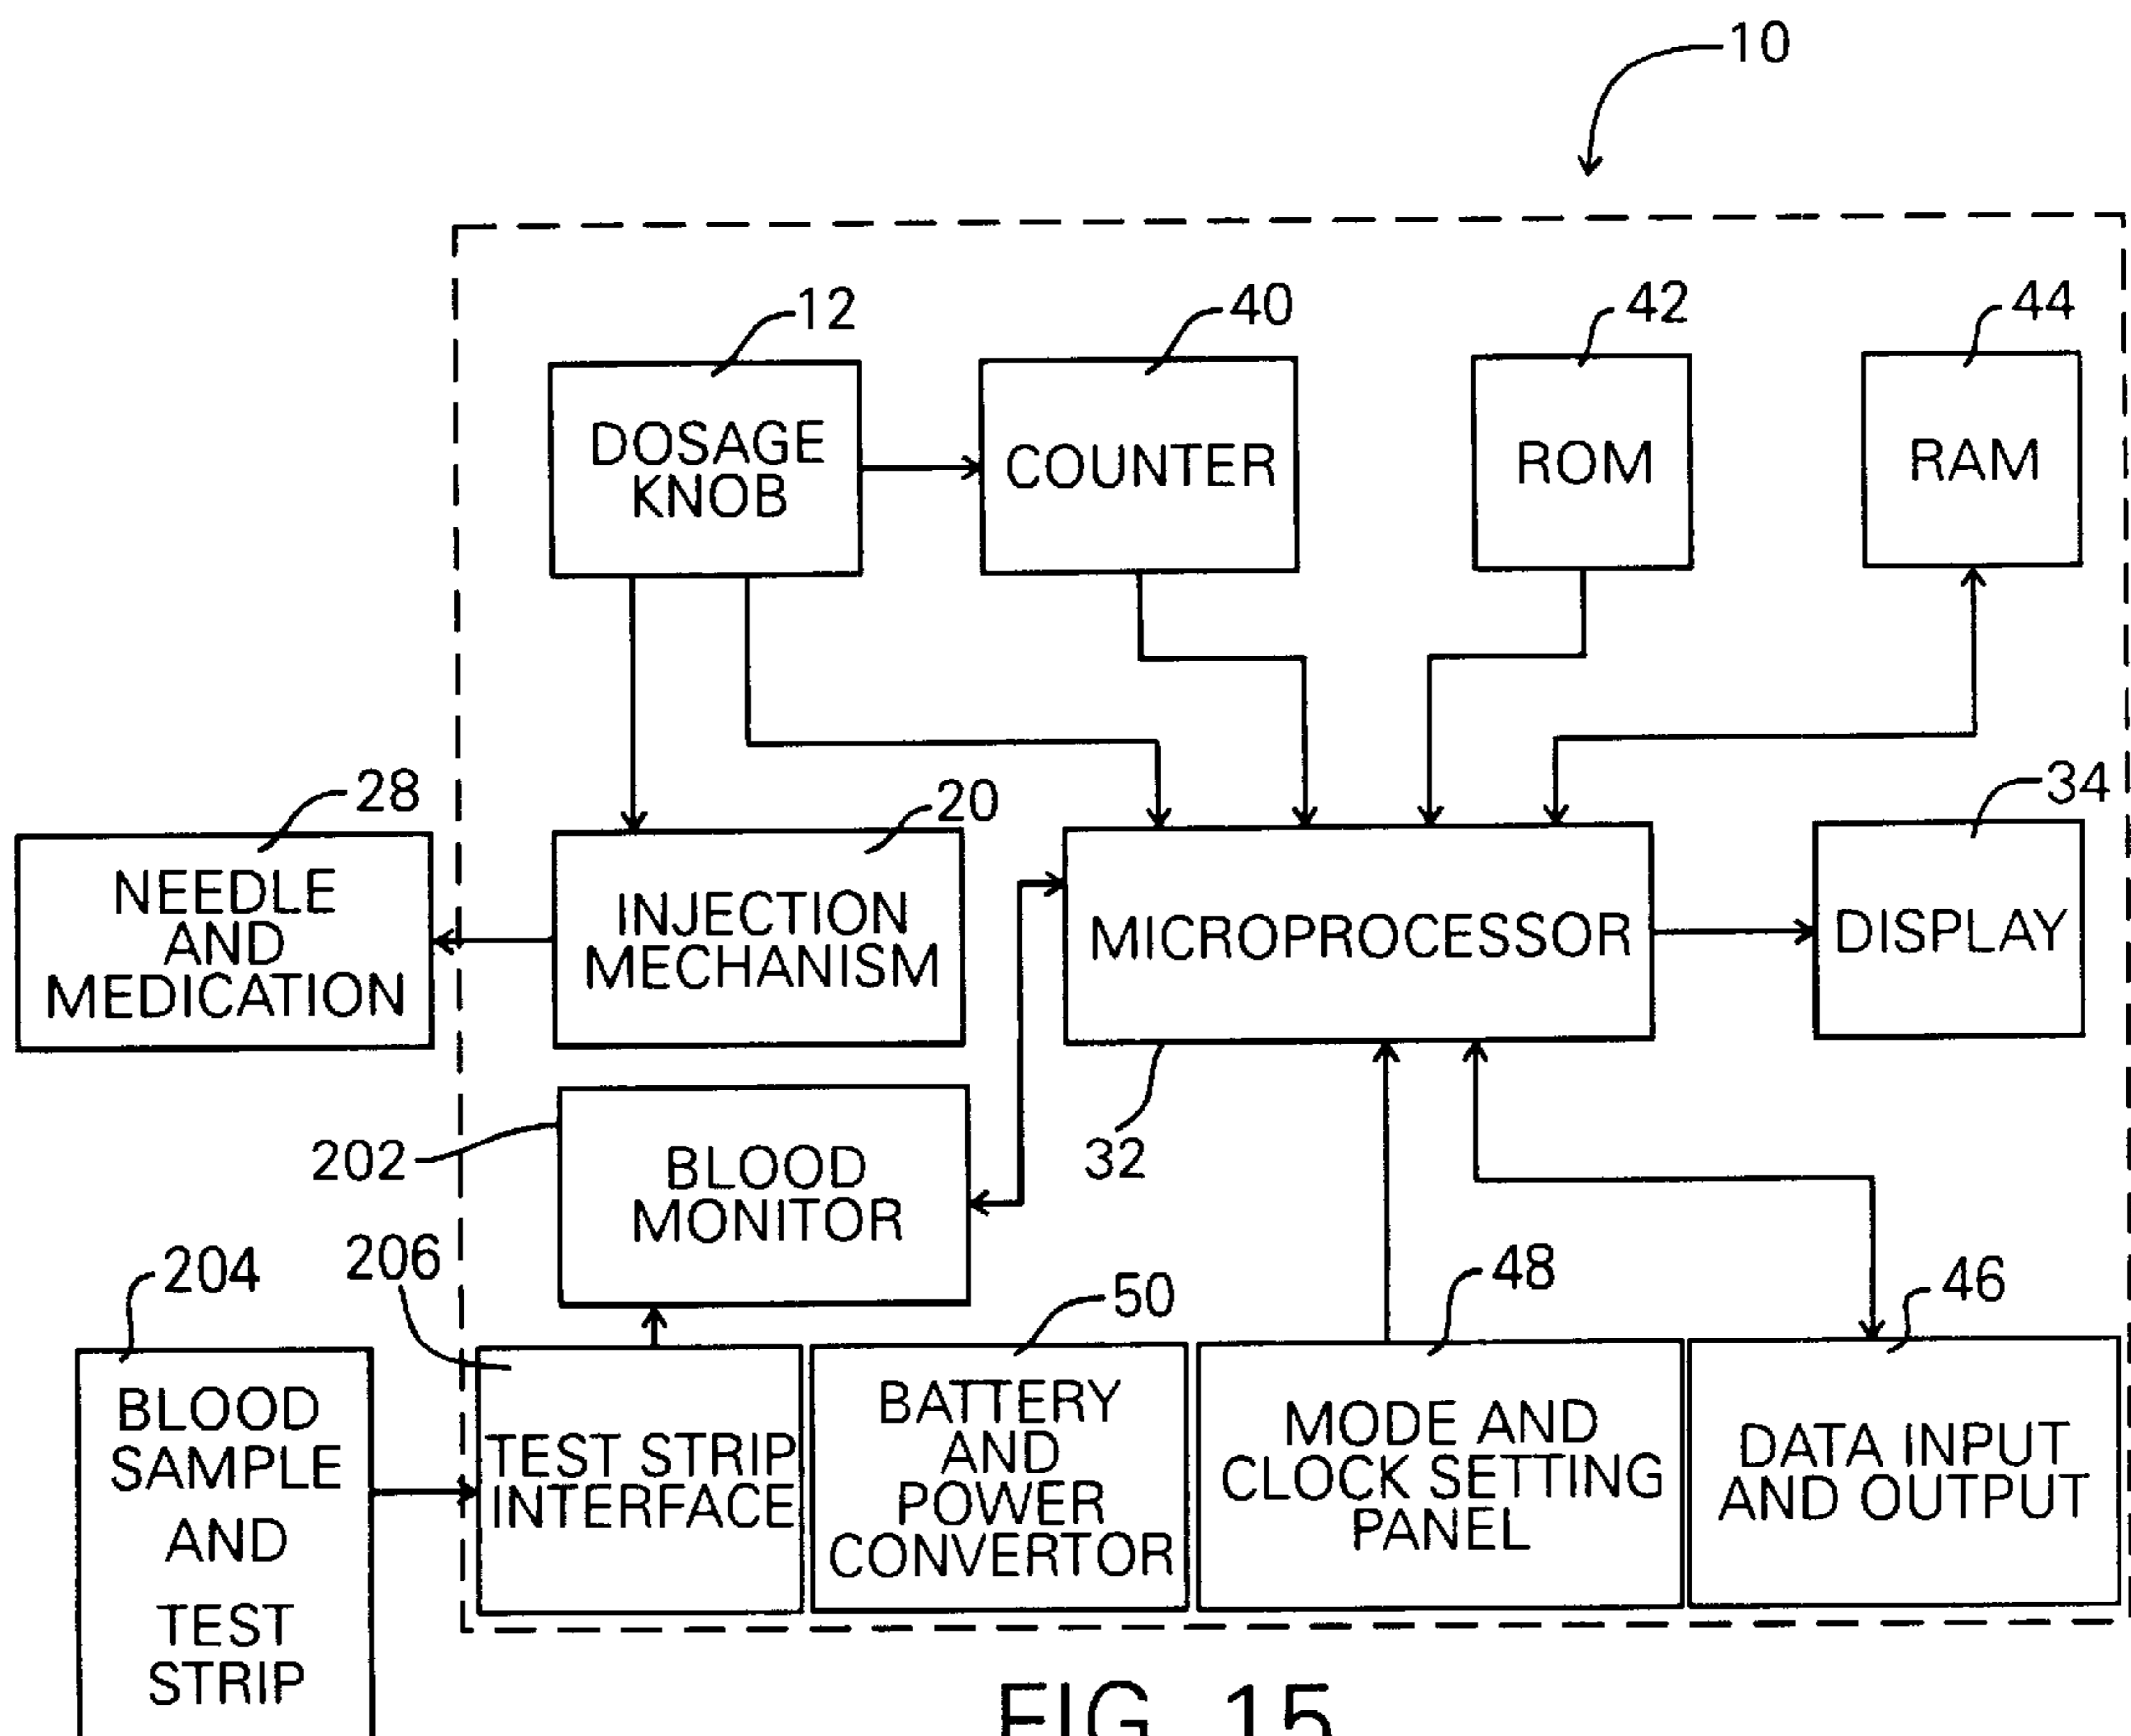 10
12
40
42
44
DOSAGE
KNOB
COUNTER
ROM
RAM
28
20
34
NEEDLE
AND
MEDICATION
INJECTION
MECHANISM
MICROPROCESSOR
DISPLAY
202
BLOOD
MONITOR
32
204
206
50
48
46
BLOOD
SAMPLE
AND
TEST
STRIP
TEST STRIP
INTERFACE
BATTERY
AND
POWER
CONVERTOR
MODE AND
CLOCK SETTING
PANEL
DATA INPUT
AND OUTPUT
FIG. 15